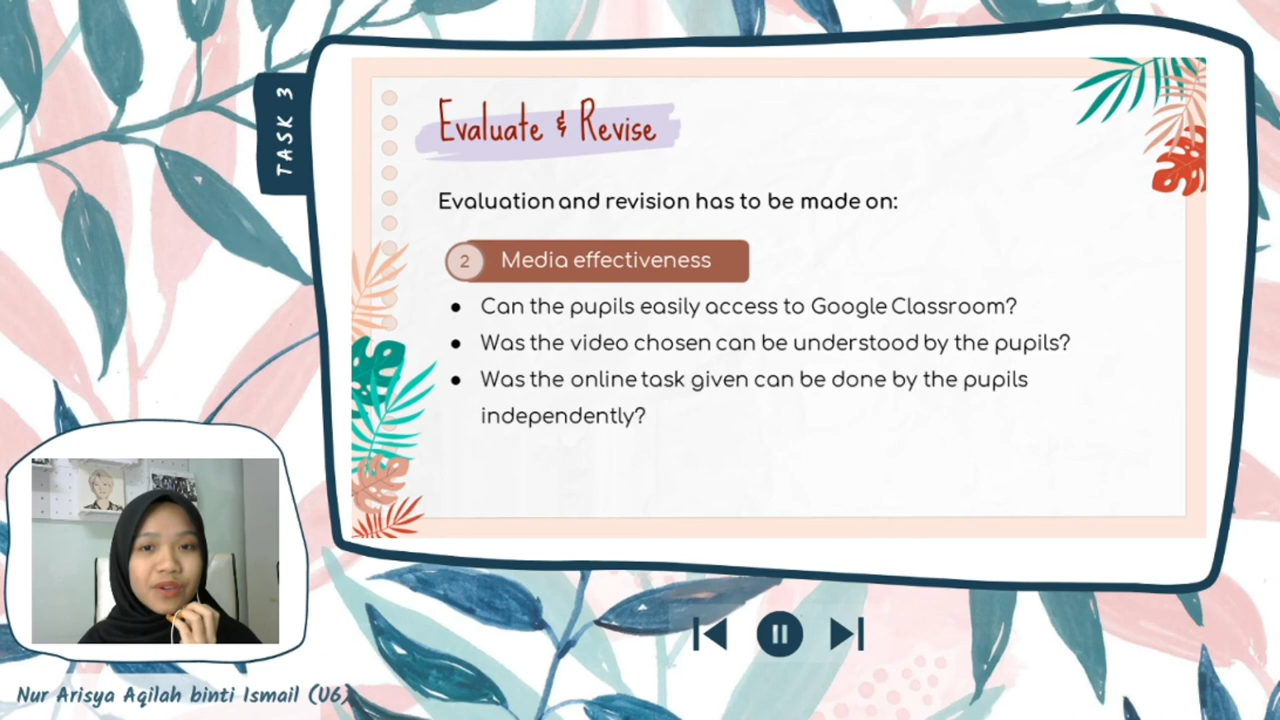 TASK 3
Evaluate & Revise
Evaluation and revision has to be made on:
2 Media effectiveness
● Can the pupils easily access to Google Classroom?
● Was the video chosen can be understood by the pupils?
● Was the online task given can be done by the pupils
independently?
Nur Arisya Aqilah binti Ismail (U6)